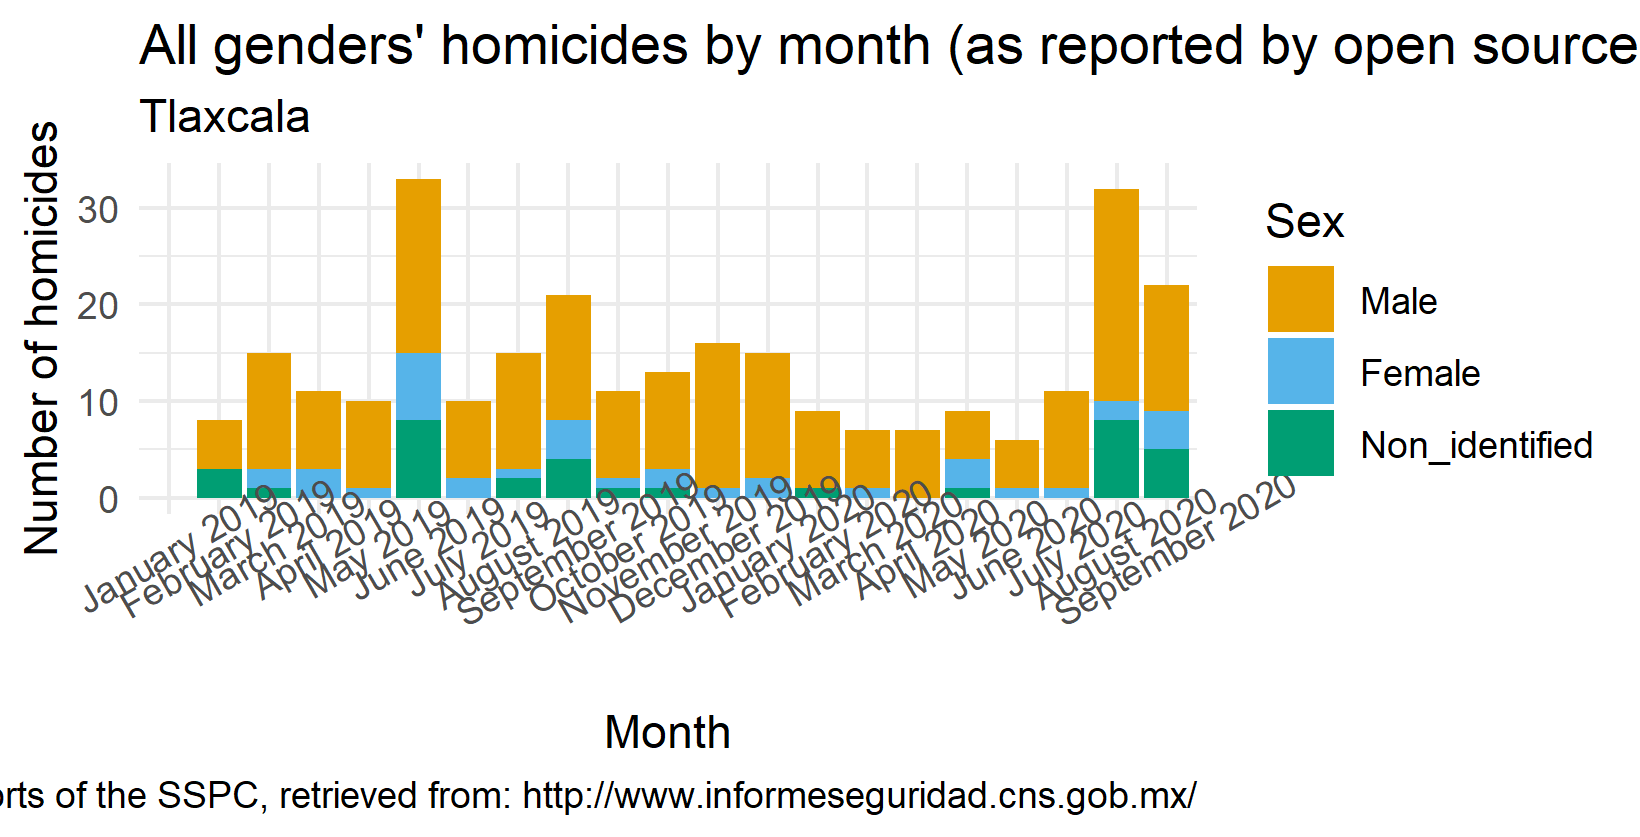 All genders' homicides by month (as reported by open source
Tlaxcala
Number of homicides
30
20
10
0
Sex
Male
Female
Non_identified
January 2019
February 2019
March 2019
April 2019
May 2019
June 2019
July 2019
August 2019
September 2019
October 2019
November 2019
December 2019
January 2020
February 2020
March 2020
April 2020
May 2020
June 2020
July 2020
August 2020
September 2020
Month
orts of the SSPC, retrieved from: http://www.informeseguridad.cns.gob.mx/